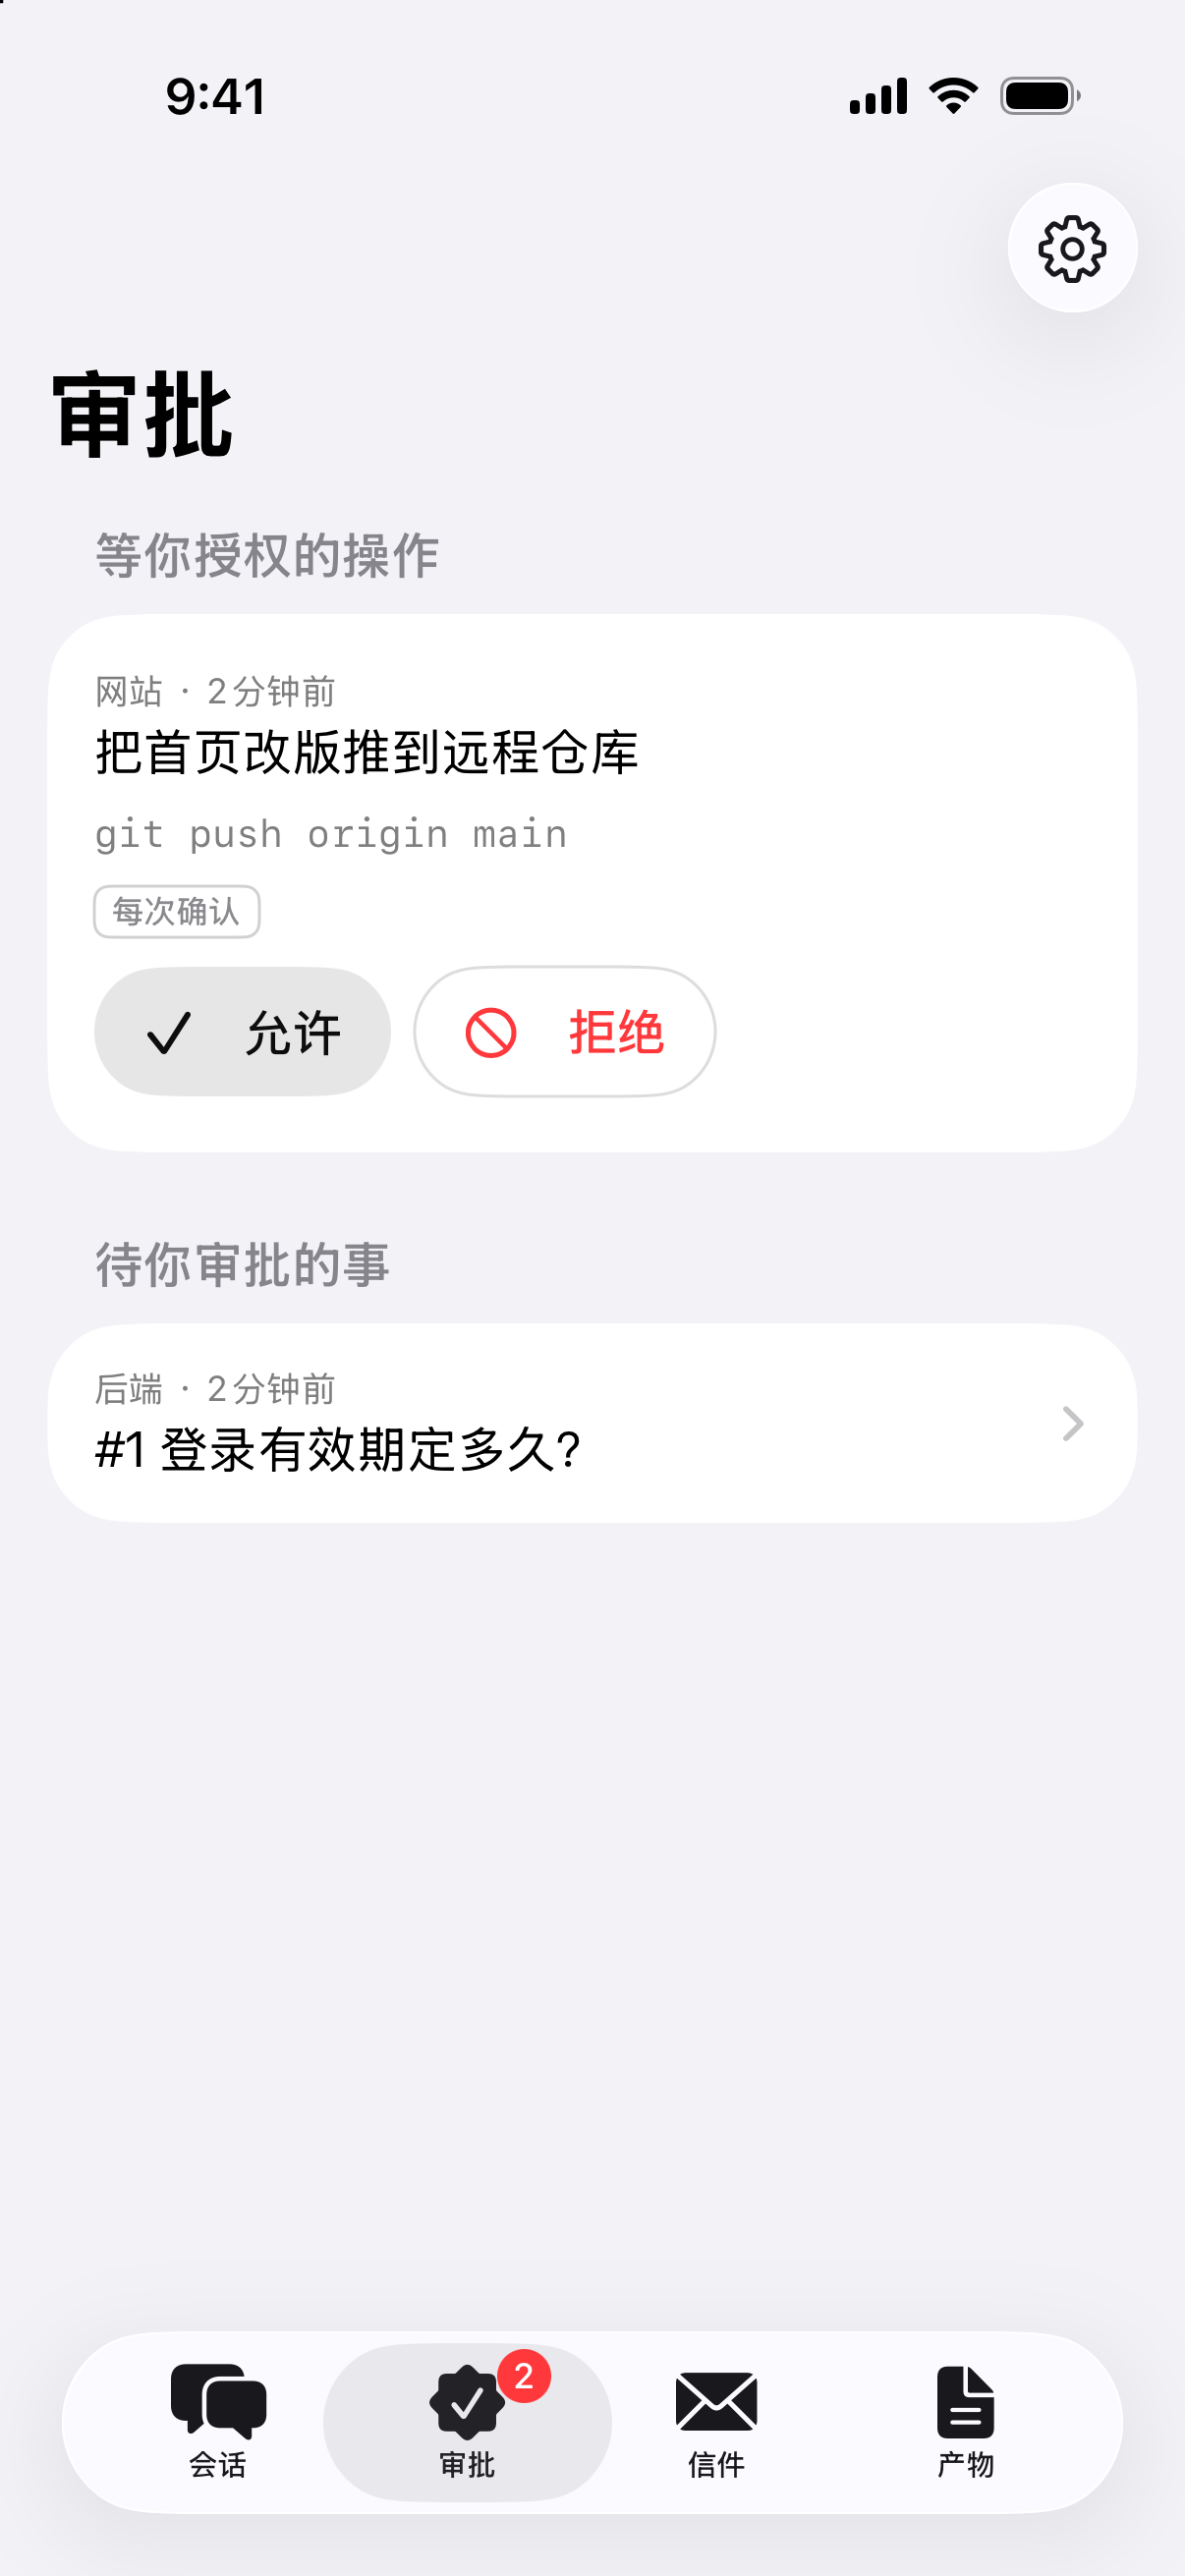 9:41
审批
等你授权的操作
网站 · 2分钟前
把首页改版推到远程仓库
git push origin main
每次确认
允许 拒绝
待你审批的事
后端 · 2分钟前
#1 登录有效期定多久?
2
会话 审批 信件 产物